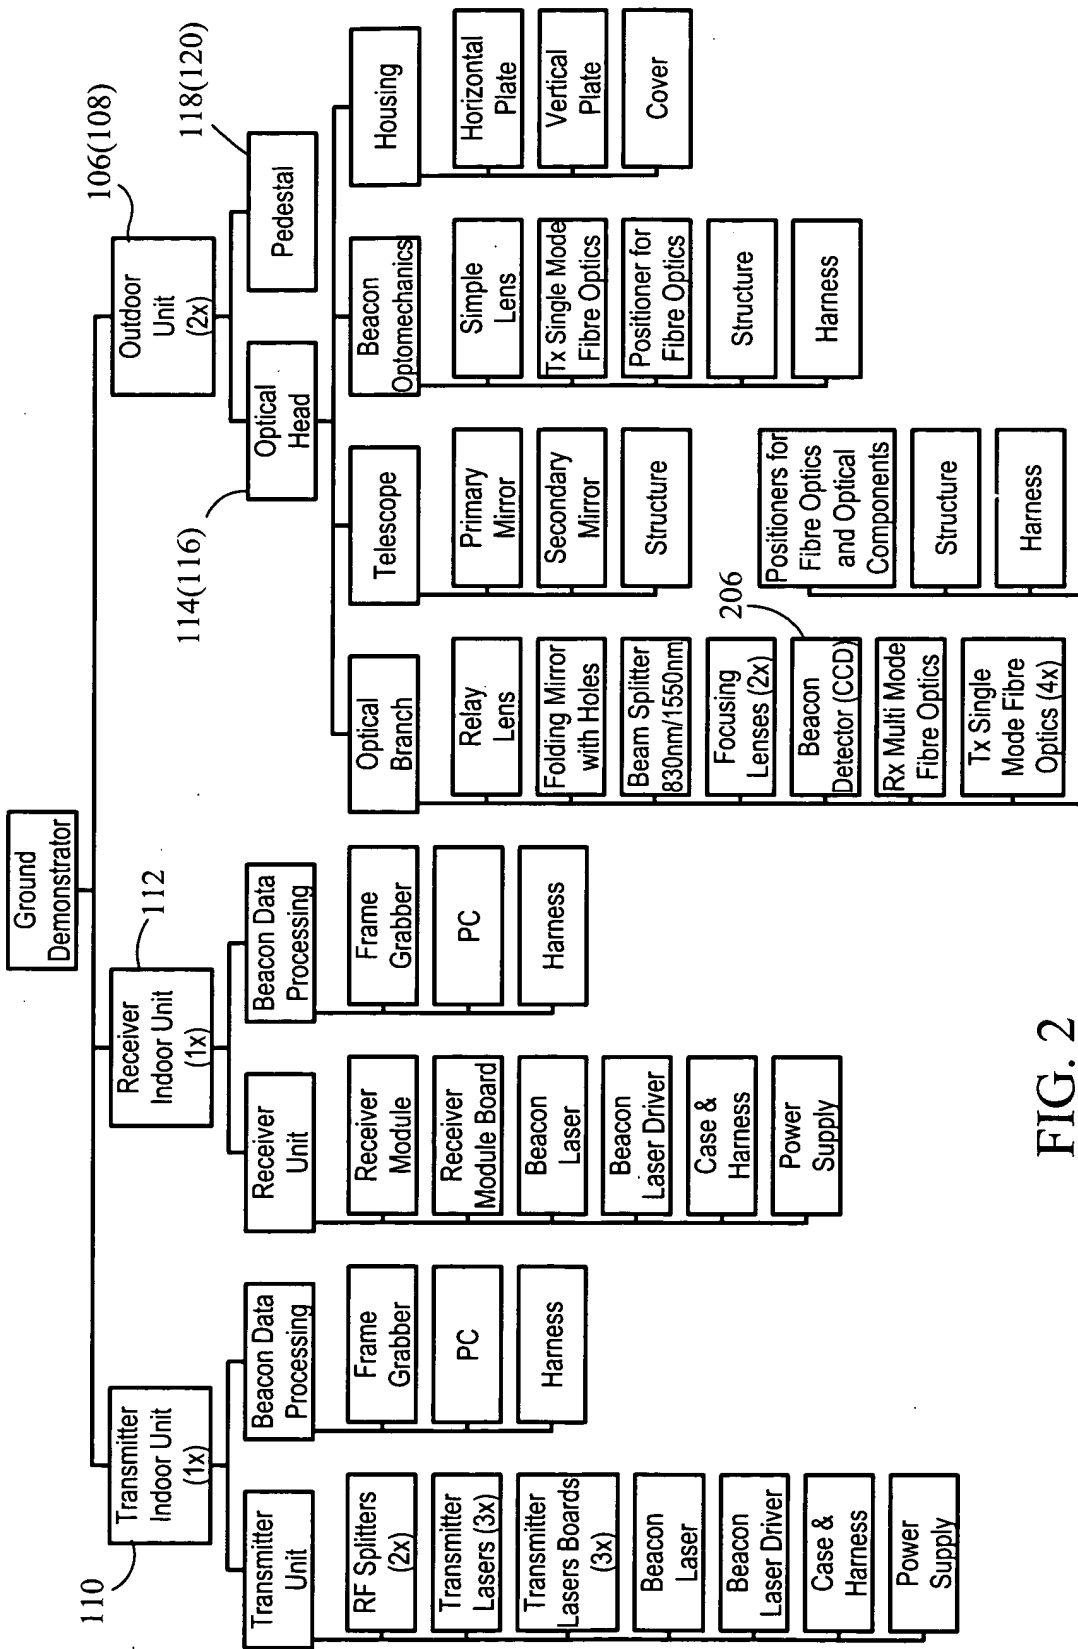 Ground
Demonstrator
110
Transmitter
Indoor Unit
(1x)
112
Receiver
Indoor Unit
(1x)
106(108)
Outdoor
Unit
(2x)
Transmitter
Unit
Beacon Data
Processing
Receiver
Unit
Beacon Data
Processing
114(116)
Optical
Head
118(120)
Pedestal
RF Splitters
(2x)
Transmitter
Lasers (3x)
Transmitter
Lasers Boards
(3x)
Beacon
Laser
Beacon
Laser Driver
Case &
Harness
Power
Supply
Frame
Grabber
PC
Harness
Receiver
Module
Receiver
Module Board
Beacon
Laser
Beacon
Laser Driver
Case &
Harness
Power
Supply
Frame
Grabber
PC
Harness
Optical
Branch
Relay
Lens
Folding Mirror
with Holes
Beam Splitter
830nm/1550nm
Focusing
Lenses (2x)
206
Beacon
Detector (CCD)
Rx Multi Mode
Fibre Optics
Tx Single
Mode Fibre
Optics (4x)
Positioners for
Fibre Optics
and Optical
Components
Structure
Harness
Telescope
Primary
Mirror
Secondary
Mirror
Structure
Beacon
Optomechanics
Simple
Lens
Tx Single Mode
Fibre Optics
Positioner for
Fibre Optics
Structure
Harness
Housing
Horizontal
Plate
Vertical
Plate
Cover
FIG. 2